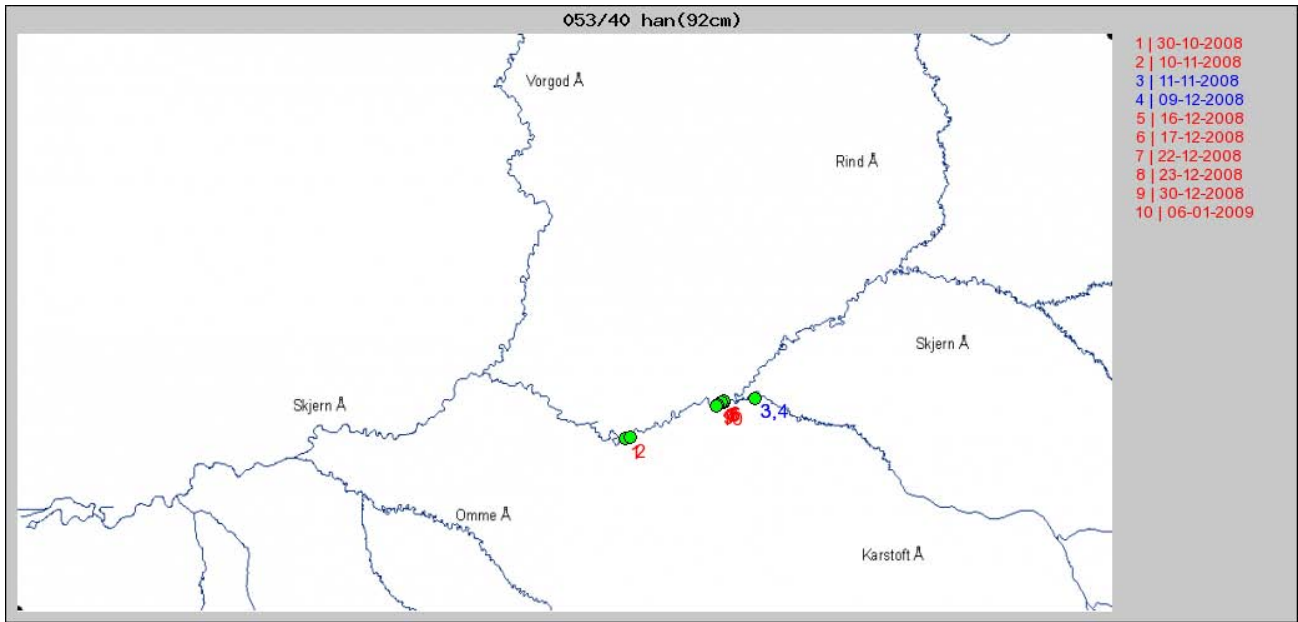 053/40 han(92cm)
1 | 30-10-2008
2 | 10-11-2008
3 | 11-11-2008
4 | 09-12-2008
5 | 16-12-2008
6 | 17-12-2008
7 | 22-12-2008
8 | 23-12-2008
9 | 30-12-2008
10 | 06-01-2009
Vorgod Å
Rind Å
Skjern Å
Skjern Å
3,4
12
Omme Å
Karstoft Å